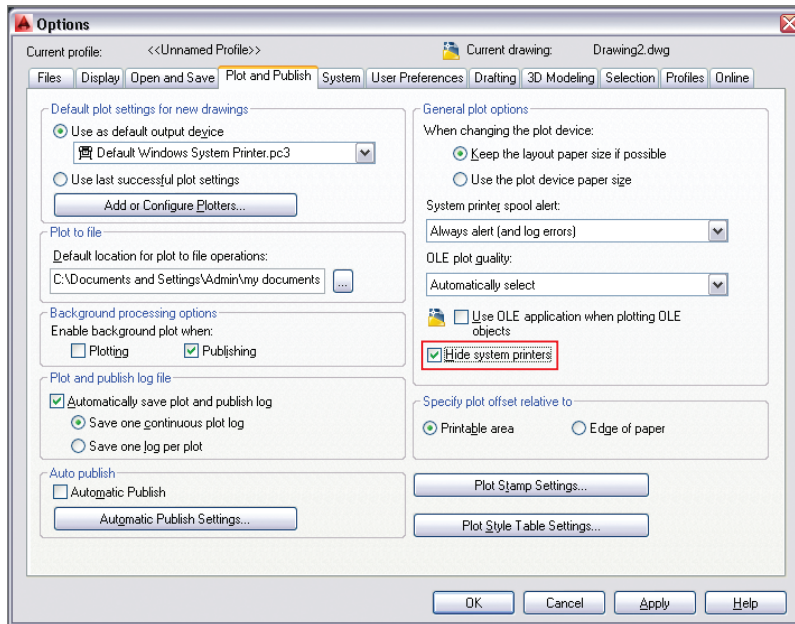 Options
Current profile: <<Unnamed Profile>> Current drawing: Drawing2.dwg
Files Display Open and Save Plot and Publish System User Preferences Drafting 3D Modeling Selection Profiles Online
Default plot settings for new drawings
Use as default output device
Default Windows System Printer.pc3
Use last successful plot settings
Add or Configure Plotters...
Plot to file
Default location for plot to file operations:
C:\Documents and Settings\Admin\my documents ...
Background processing options
Enable background plot when:
Plotting Publishing
Plot and publish log file
Automatically save plot and publish log
Save one continuous plot log
Save one log per plot
Auto publish
Automatic Publish
Automatic Publish Settings...
General plot options
When changing the plot device:
Keep the layout paper size if possible
Use the plot device paper size
System printer spool alert:
Always alert (and log errors)
OLE plot quality:
Automatically select
Use OLE application when plotting OLE
objects
Hide system printers
Specify plot offset relative to
Printable area Edge of paper
Plot Stamp Settings...
Plot Style Table Settings...
OK Cancel Apply Help